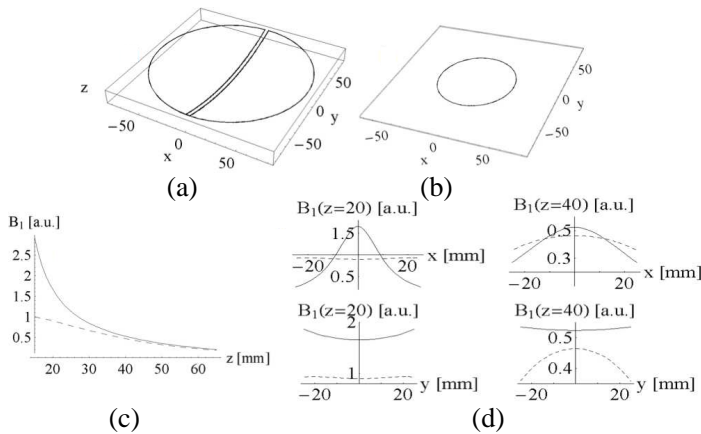 z
−50
0
x
50
50
0
y
−50
(a)
50
0
y
−50
−50
0
x
50
(b)
B1 [a.u.]
2.5
2
1.5
1
0.5
20 30 40 50 60
z [mm]
(c)
B1(z=20) [a.u.]
1.5
0.5
−20
20
x [mm]
B1(z=40) [a.u.]
0.5
0.3
−20
20
x [mm]
B1(z=20) [a.u.]
2
1
−20
20
y [mm]
B1(z=40) [a.u.]
0.5
0.4
−20
20
y [mm]
(d)